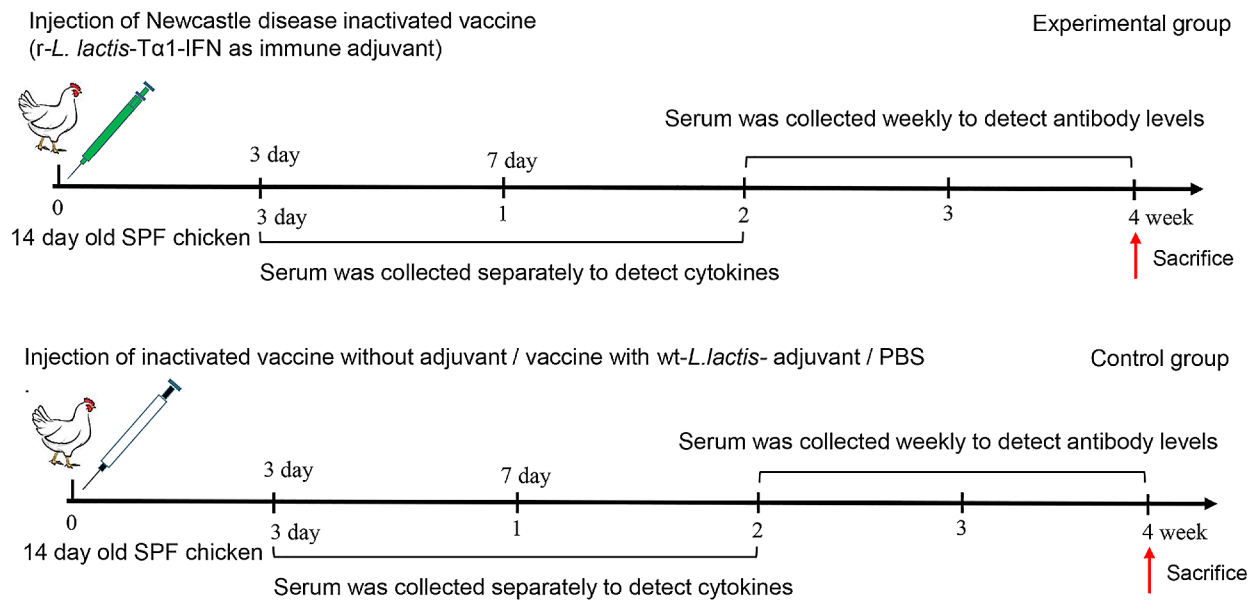 Injection of Newcastle disease inactivated vaccine
(r-L. lactis-Tα1-IFN as immune adjuvant)
Experimental group
Serum was collected weekly to detect antibody levels
3 day
7 day
0
3 day
1
2
3
4 week
14 day old SPF chicken
Serum was collected separately to detect cytokines
Sacrifice
Injection of inactivated vaccine without adjuvant / vaccine with wt-L.lactis- adjuvant / PBS
Control group
Serum was collected weekly to detect antibody levels
3 day
7 day
0
3 day
1
2
3
4 week
14 day old SPF chicken
Serum was collected separately to detect cytokines
Sacrifice